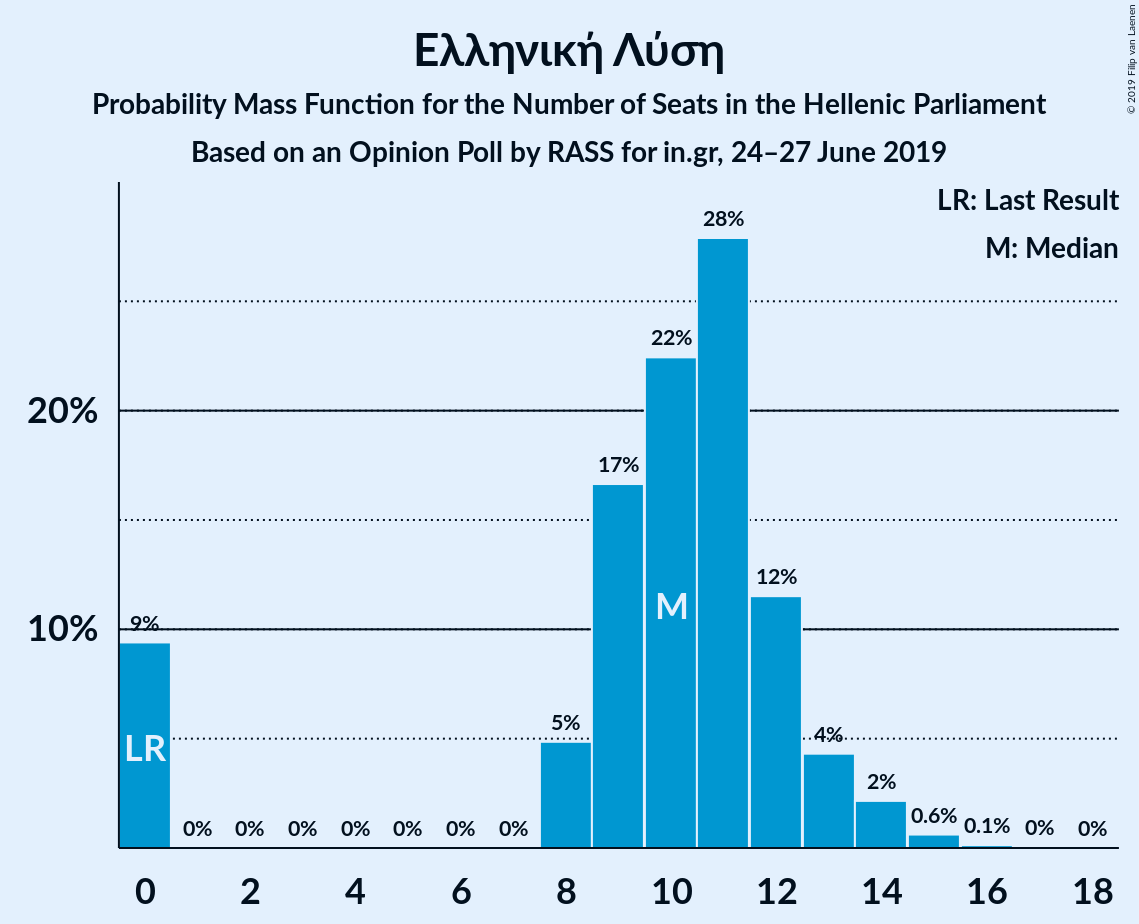 Ελληνική Λύση
Probability Mass Function for the Number of Seats in the Hellenic Parliament
Based on an Opinion Poll by RASS for in.gr, 24–27 June 2019
© 2019 Filip van Laenen
LR: Last Result
M: Median
28%
22%
20%
17%
12%
M
10%
9%
5%
4%
LR
2%
0.6%
0.1%
0% 0% 0% 0% 0% 0% 0% 0% 0%
0 2 4 6 8 10 12 14 16 18